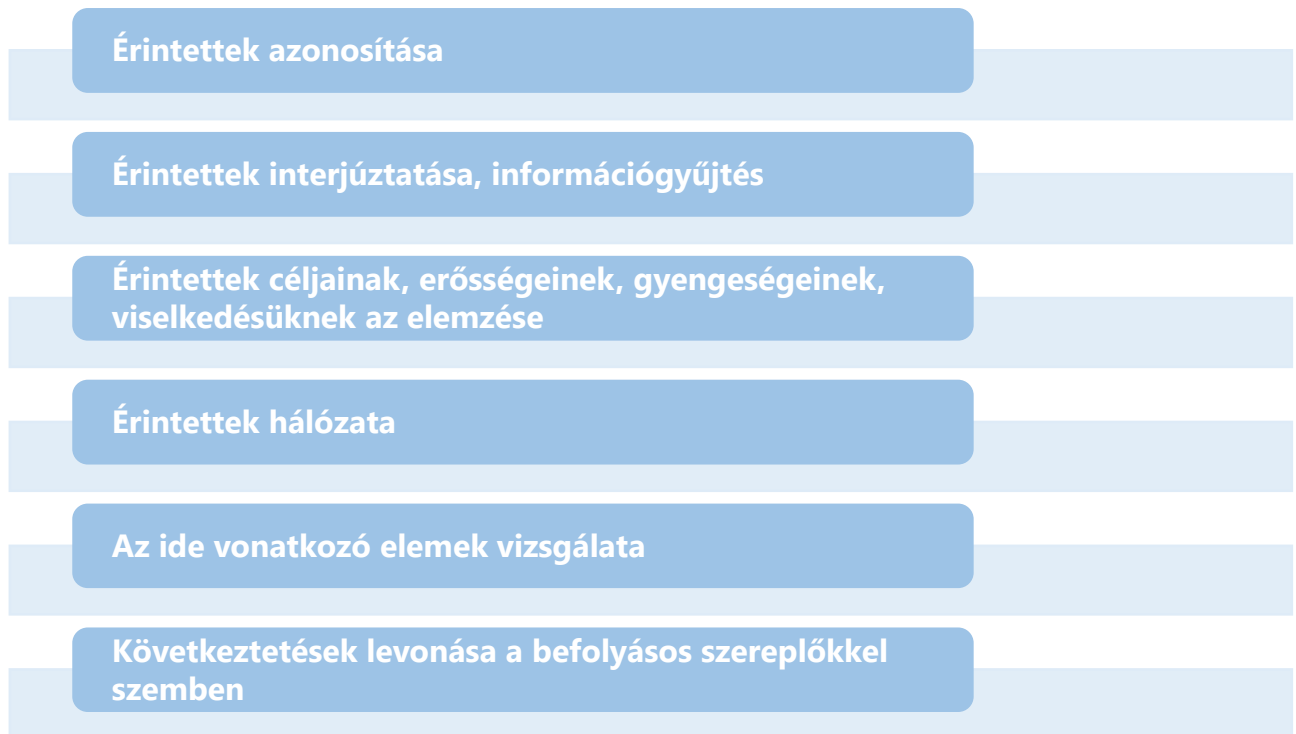 Érintettek azonosítása
Érintettek interjúztatása, információgyűjtés
Érintettek céljainak, erősségeinek, gyengeségeinek,
viselkedésüknek az elemzése
Érintettek hálózata
Az ide vonatkozó elemek vizsgálata
Következtetések levonása a befolyásos szereplőkkel
szemben